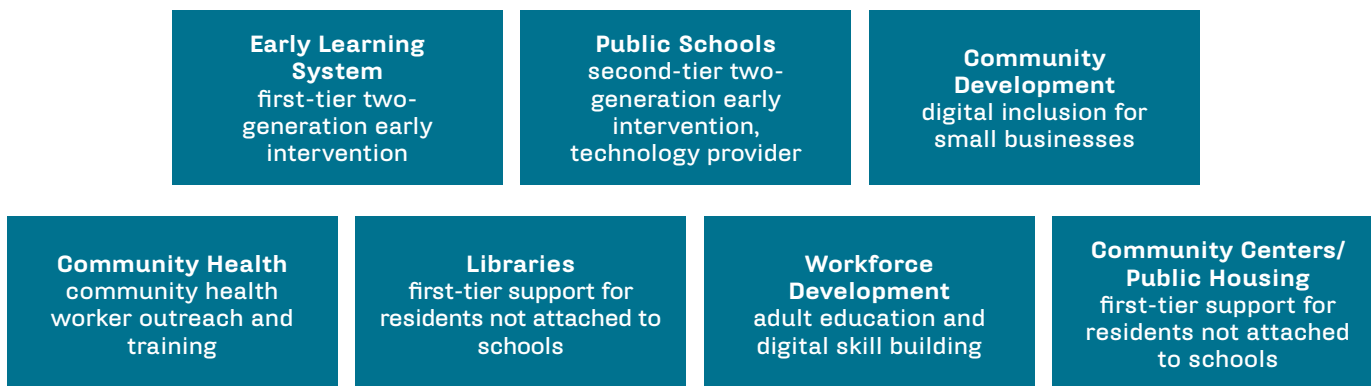 Early Learning
System
first-tier two-
generation early
intervention
Public Schools
second-tier two-
generation early
intervention,
technology provider
Community
Development
digital inclusion for
small businesses
Community Health
community health
worker outreach and
training
Libraries
first-tier support for
residents not attached to
schools
Workforce
Development
adult education and
digital skill building
Community Centers/
Public Housing
first-tier support for
residents not attached
to schools